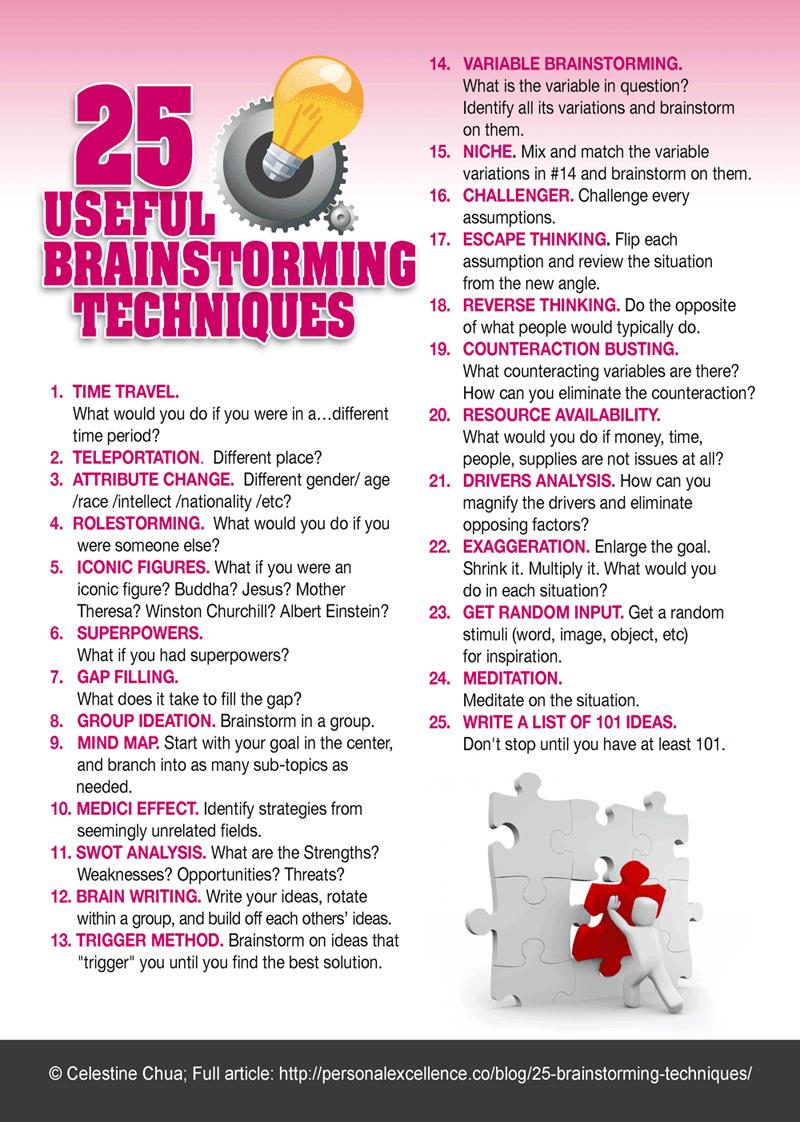 25
USEFUL
BRAINSTORMING
TECHNIQUES
1. TIME TRAVEL.
What would you do if you were in a…different
time period?
2. TELEPORTATION. Different place?
3. ATTRIBUTE CHANGE. Different gender/ age
/race /intellect /nationality /etc?
4. ROLESTORMING. What would you do if you
were someone else?
5. ICONIC FIGURES. What if you were an
iconic figure? Buddha? Jesus? Mother
Theresa? Winston Churchill? Albert Einstein?
6. SUPERPOWERS.
What if you had superpowers?
7. GAP FILLING.
What does it take to fill the gap?
8. GROUP IDEATION. Brainstorm in a group.
9. MIND MAP. Start with your goal in the center,
and branch into as many sub-topics as
needed.
10. MEDICI EFFECT. Identify strategies from
seemingly unrelated fields.
11. SWOT ANALYSIS. What are the Strengths?
Weaknesses? Opportunities? Threats?
12. BRAIN WRITING. Write your ideas, rotate
within a group, and build off each others’ ideas.
13. TRIGGER METHOD. Brainstorm on ideas that
"trigger" you until you find the best solution.
14. VARIABLE BRAINSTORMING.
What is the variable in question?
Identify all its variations and brainstorm
on them.
15. NICHE. Mix and match the variable
variations in #14 and brainstorm on them.
16. CHALLENGER. Challenge every
assumptions.
17. ESCAPE THINKING. Flip each
assumption and review the situation
from the new angle.
18. REVERSE THINKING. Do the opposite
of what people would typically do.
19. COUNTERACTION BUSTING.
What counteracting variables are there?
How can you eliminate the counteraction?
20. RESOURCE AVAILABILITY.
What would you do if money, time,
people, supplies are not issues at all?
21. DRIVERS ANALYSIS. How can you
magnify the drivers and eliminate
opposing factors?
22. EXAGGERATION. Enlarge the goal.
Shrink it. Multiply it. What would you
do in each situation?
23. GET RANDOM INPUT. Get a random
stimuli (word, image, object, etc)
for inspiration.
24. MEDITATION.
Meditate on the situation.
25. WRITE A LIST OF 101 IDEAS.
Don't stop until you have at least 101.
© Celestine Chua; Full article: http://personalexcellence.co/blog/25-brainstorming-techniques/